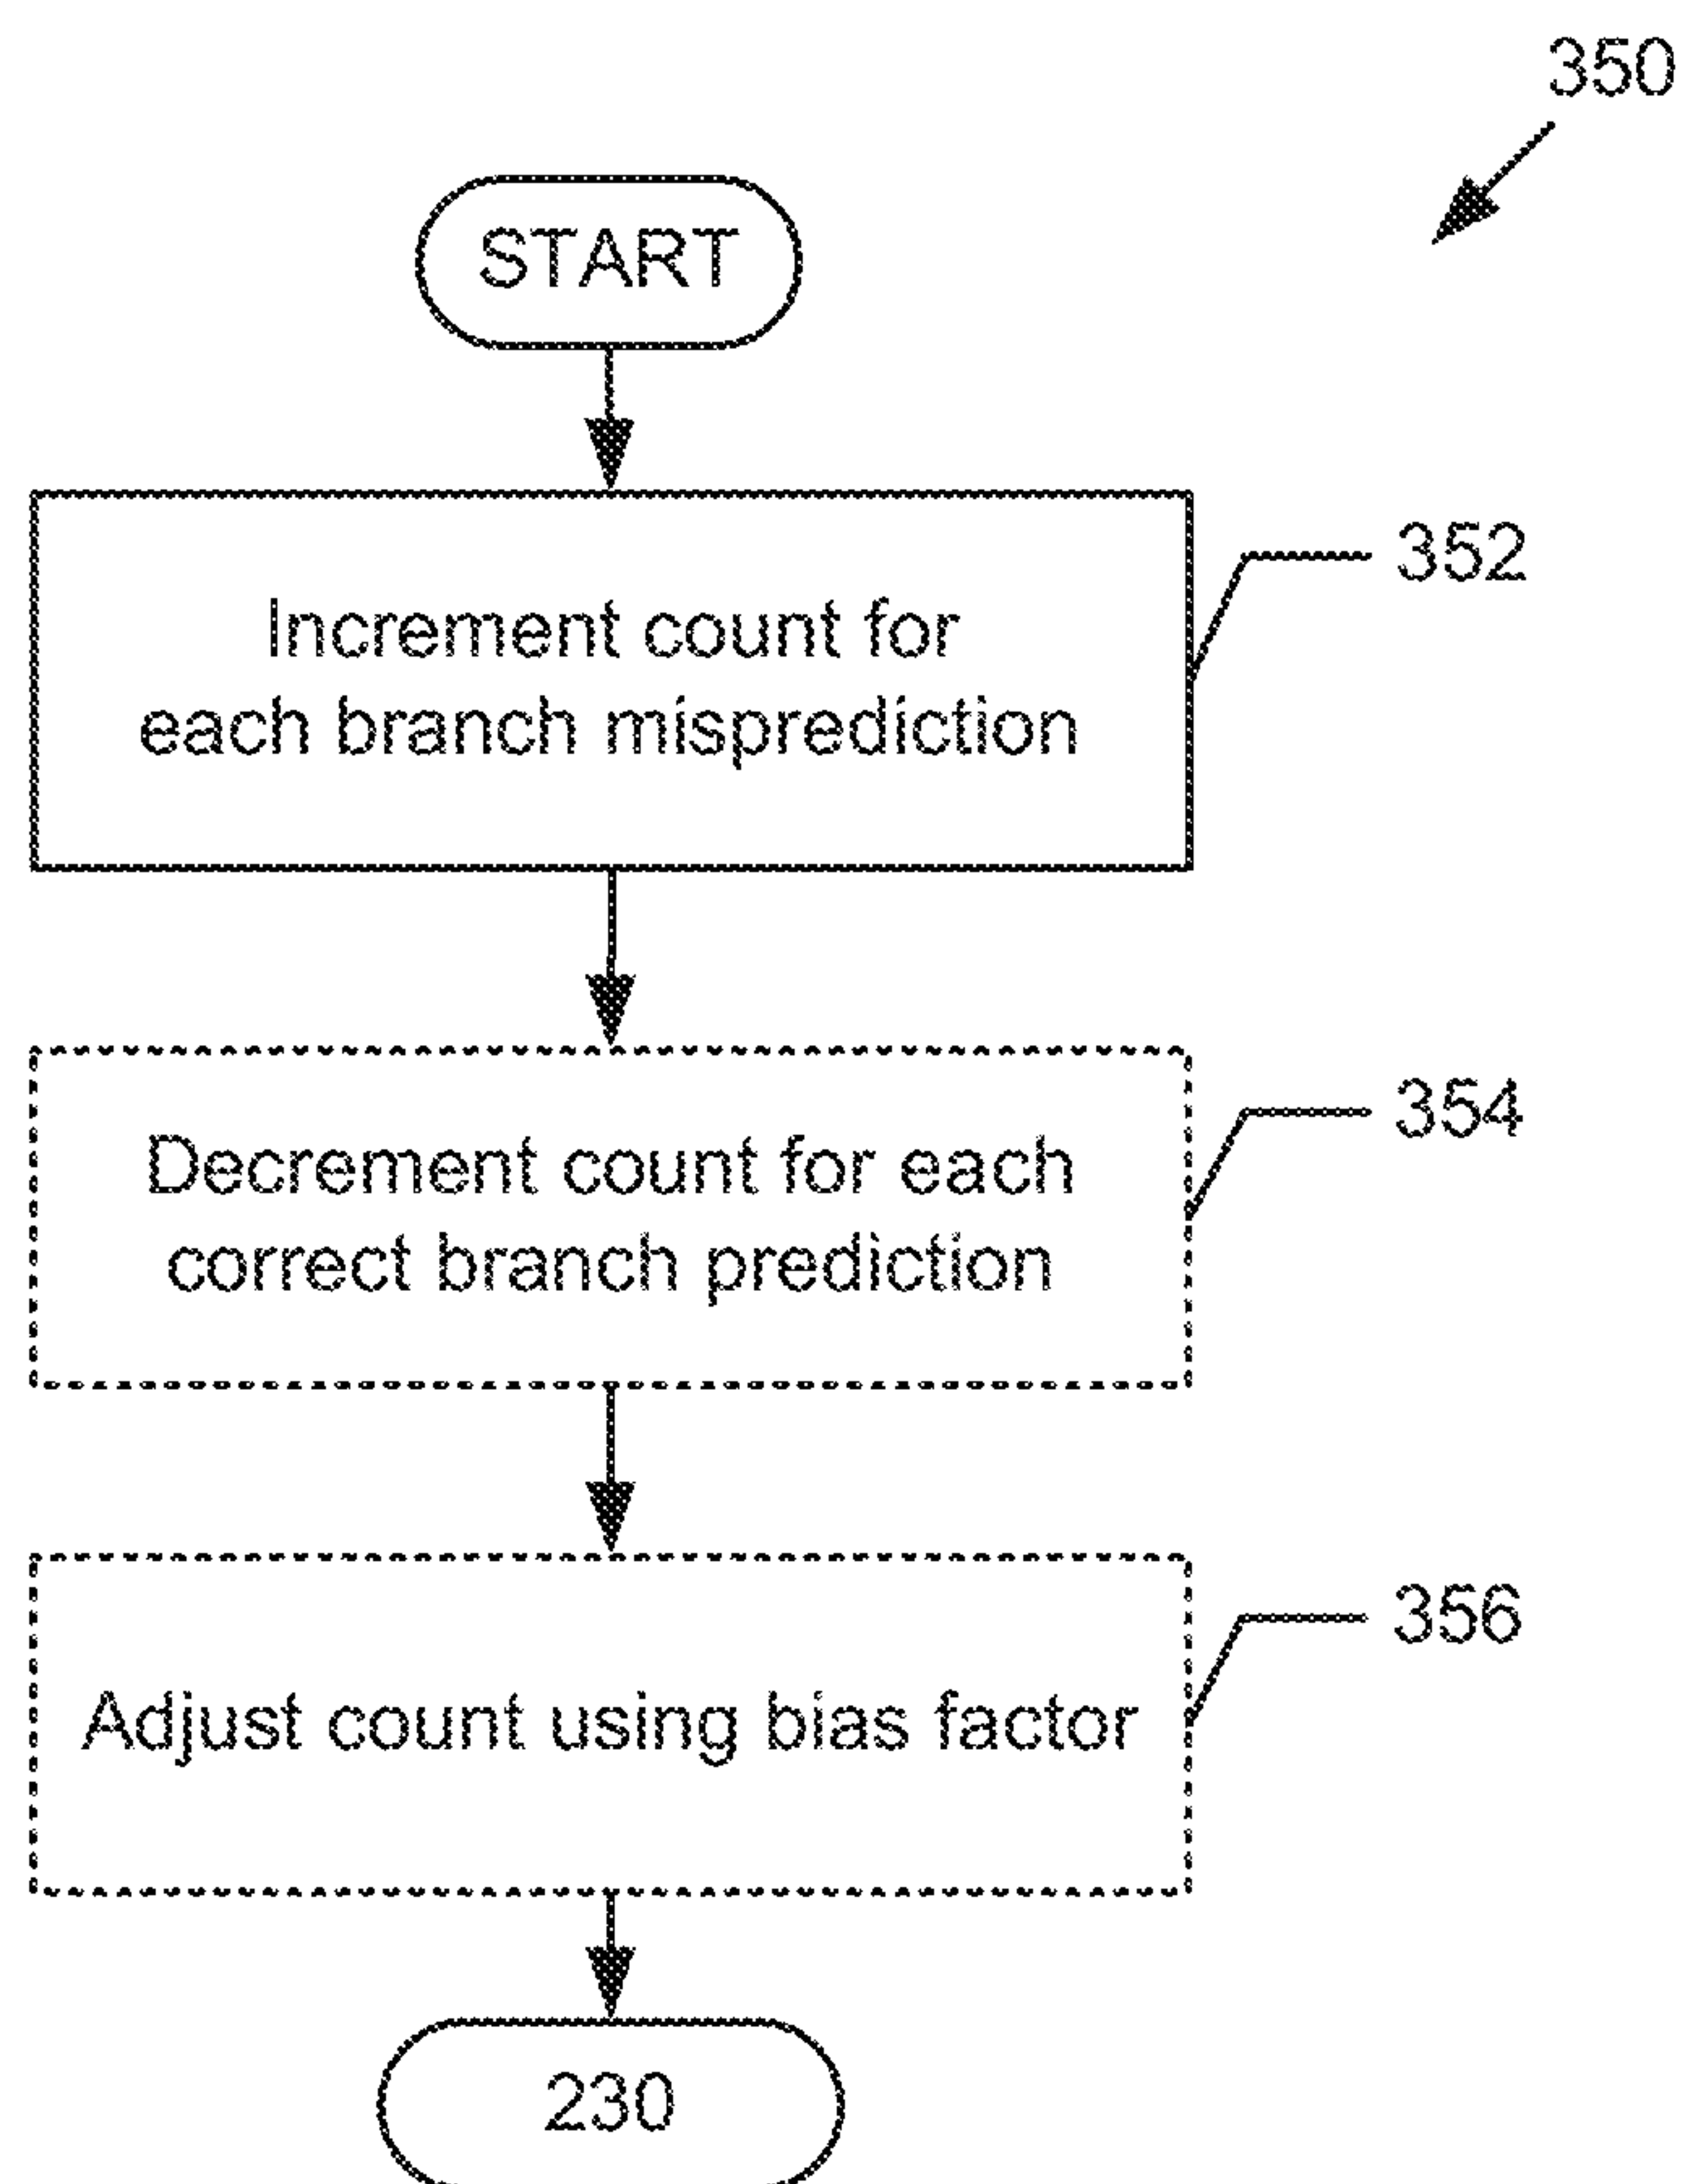 350
START
Increment count for
each branch misprediction
352
Decrement count for each
correct branch prediction
354
Adjust count using bias factor
356
230